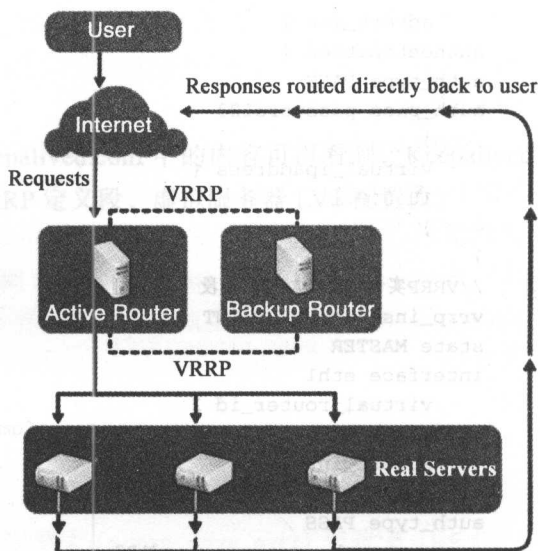 User
Internet
Responses routed directly back to user
Requests
VRRP
Active Router
Backup Router
VRRP
Real Servers